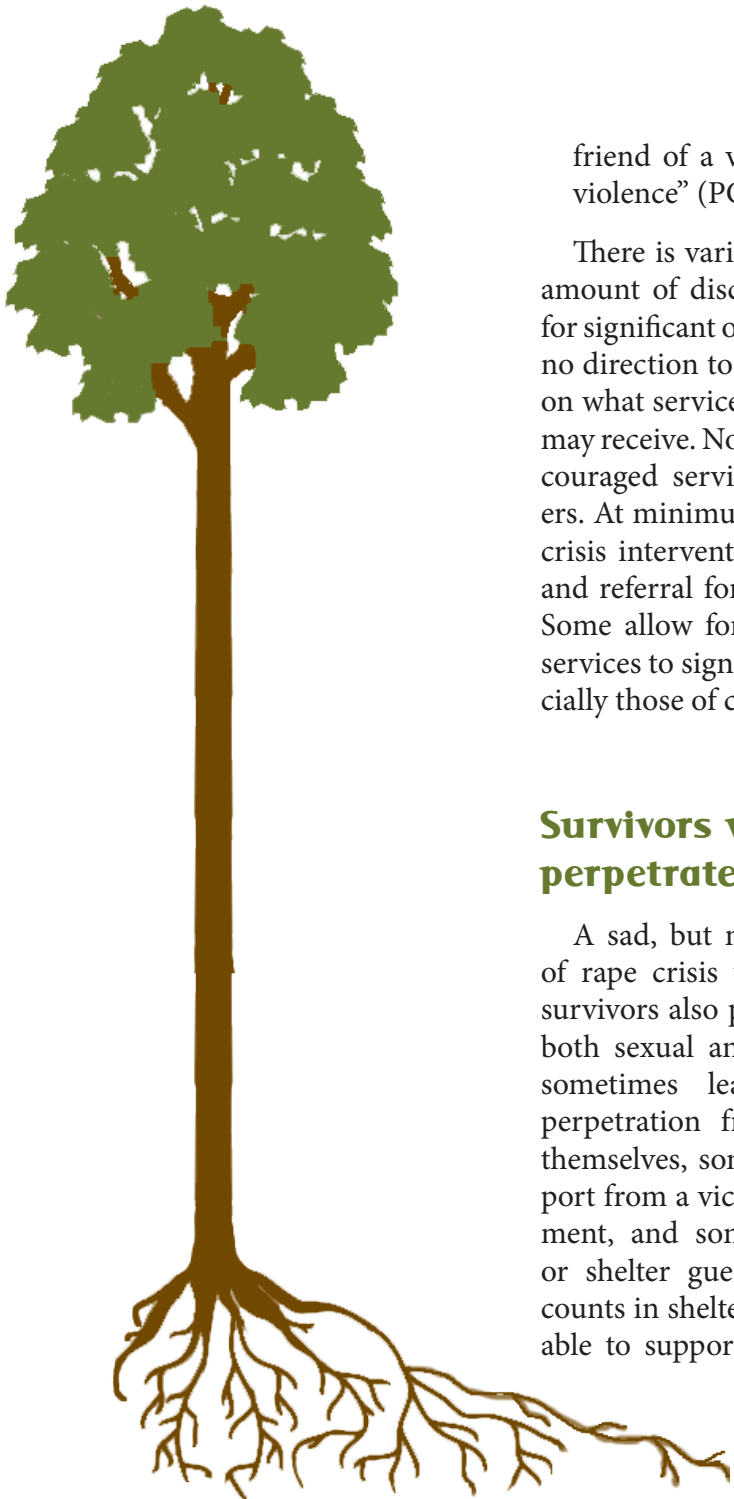 friend of a v
violence” (PC
There is vari
amount of disc
for significant o
no direction to
on what service
may receive. No
couraged servi
ers. At minimu
crisis intervent
and referral for
Some allow for
services to sign
cially those of c
Survivors v
perpetrate
A sad, but r
of rape crisis
survivors also p
both sexual an
sometimes lea
perpetration fr
themselves, son
port from a vic
ment, and son
or shelter gue
counts in shelte
able to suppor